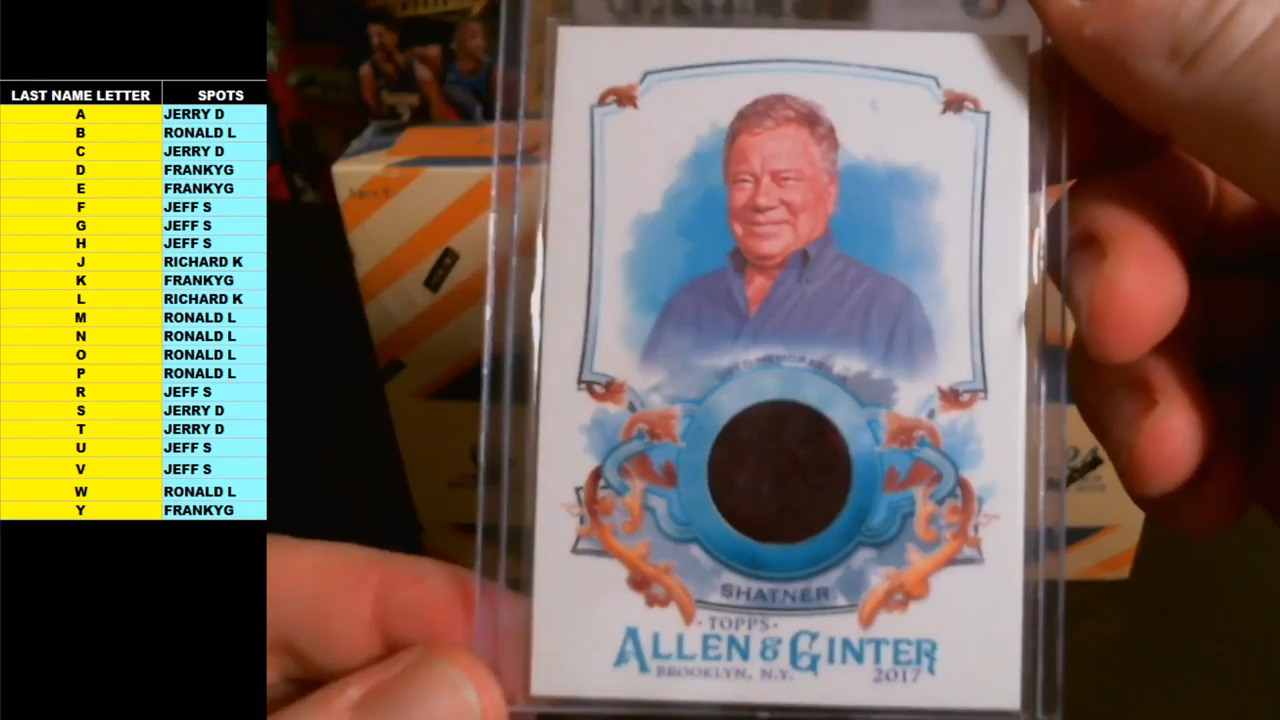 LAST NAME LETTER SPOTS
A JERRY D
B RONALD L
C JERRY D
D FRANKYG
E FRANKYG
F JEFF S
G JEFF S
H JEFF S
J RICHARD K
K FRANKYG
L RICHARD K
M RONALD L
N RONALD L
O RONALD L
P RONALD L
R JEFF S
S JERRY D
T JERRY D
U JEFF S
V JEFF S
W RONALD L
Y FRANKYG
SHATNER
·TOPPS·
ALLEN & GINTER
BROOKLYN, N.Y. 2017